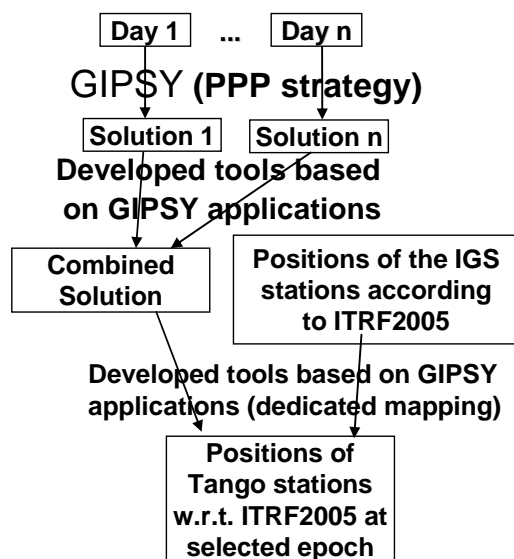 Day 1 ... Day n
GIPSY (PPP strategy)
Solution 1 Solution n
Developed tools based
on GIPSY applications
Combined
Solution
Positions of the IGS
stations according
to ITRF2005
Developed tools based on GIPSY
applications (dedicated mapping)
Positions of
Tango stations
w.r.t. ITRF2005 at
selected epoch